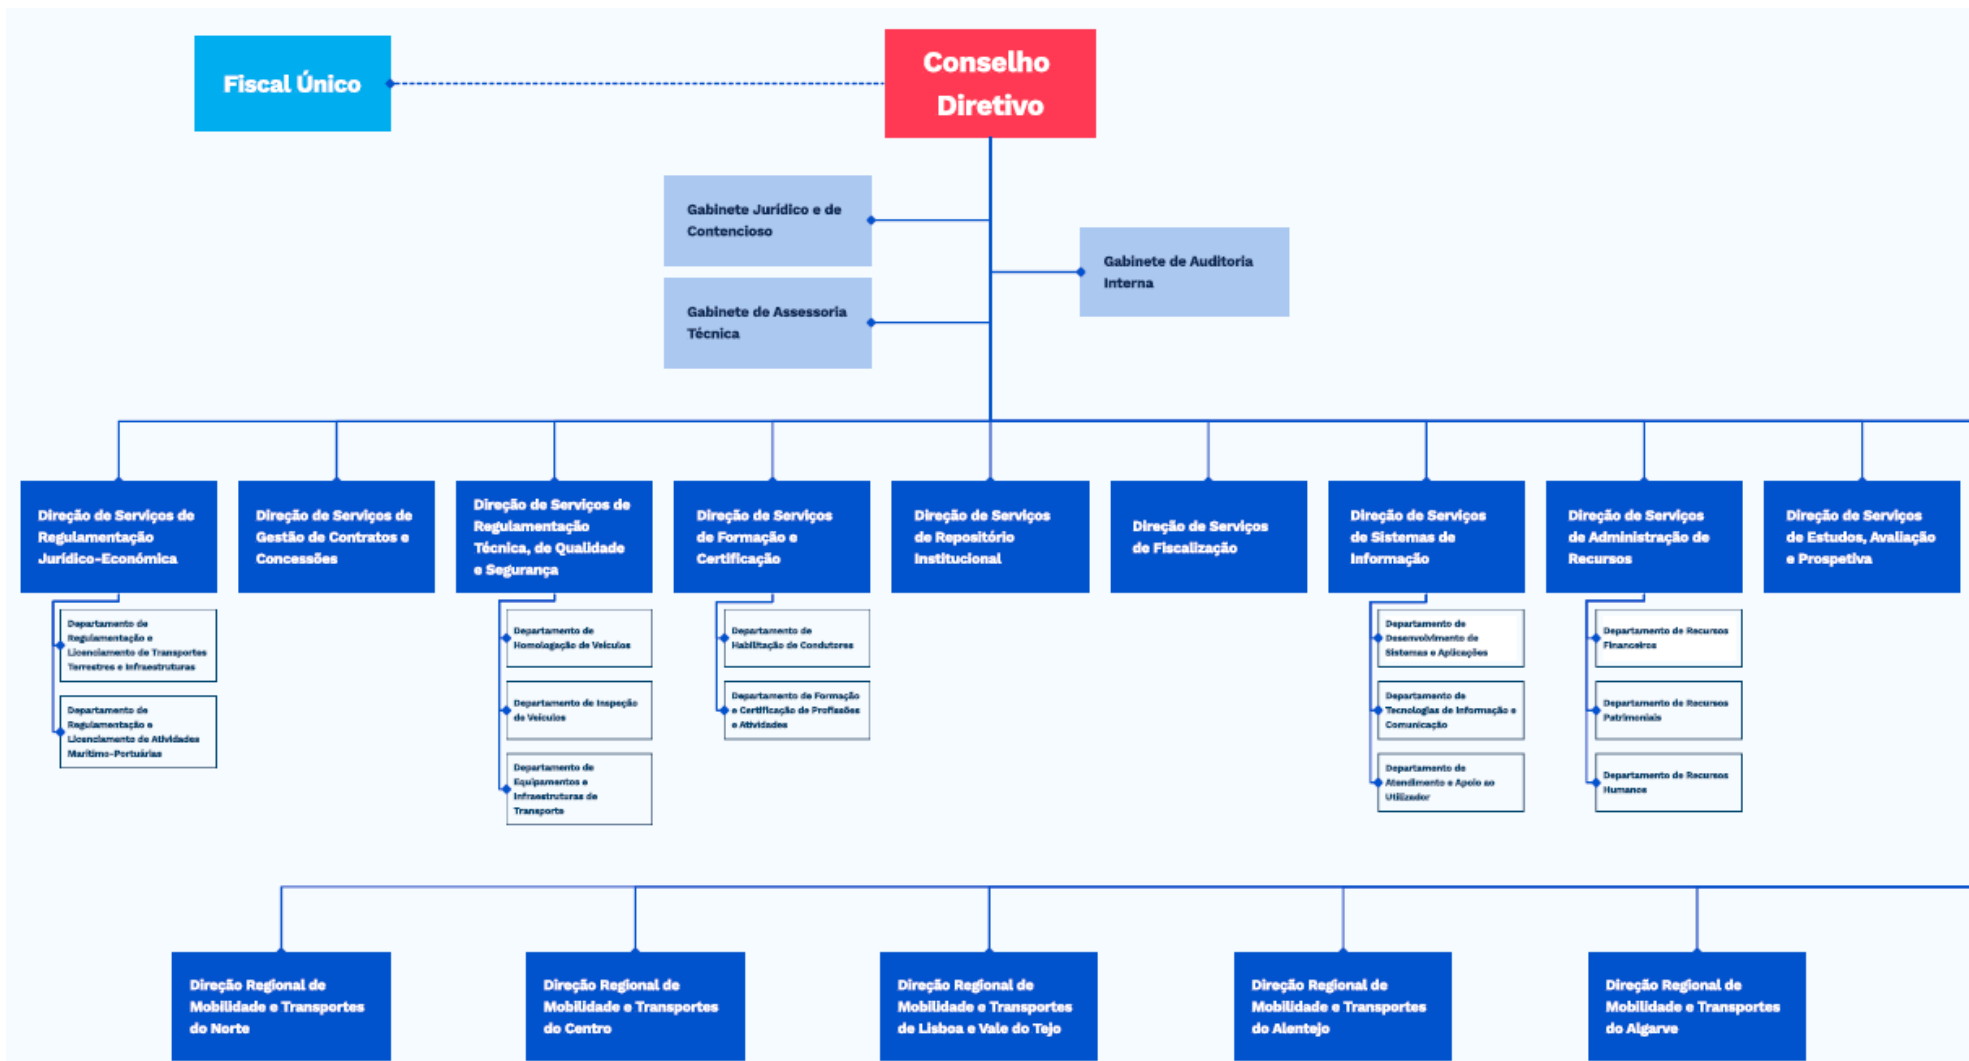 Fiscal Único
Conselho
Diretivo
Gabinete Jurídico e de
Contencioso
Gabinete de Auditoria
Interna
Gabinete de Assessoria
Técnica
Direção de Serviços de
Regulamentação
Jurídico-Económica
Direção de Serviços de
Gestão de Contratos e
Concessões
Direção de Serviços de
Regulamentação
Técnica, de Qualidade
e Segurança
Direção de Serviços
de Formação e
Certificação
Direção de Serviços
de Repositório
Institucional
Direção de Serviços
de Fiscalização
Direção de Serviços
de Sistemas de
Informação
Direção de Serviços
de Administração de
Recursos
Direção de Serviços
de Estudos, Avaliação
e Prospetiva
Departamento de
Regulamentação e
Licenciamento de Transportes
Terrestres e Infraestruturas
Departamento de
Regulamentação e
Licenciamento de Atividades
Marítimo-Portuárias
Departamento de
Homologação de Veículos
Departamento de Inspeção
de Veículos
Departamento de
Equipamentos e
Infraestruturas de
Transporte
Departamento de
Habilitação de Condutores
Departamento de Formação
e Certificação de Profissões
e Atividades
Departamento de
Desenvolvimento de
Sistemas e Aplicações
Departamento de
Tecnologias de Informação e
Comunicação
Departamento de
Atendimento e Apoio ao
Utilizador
Departamento de Recursos
Financeiros
Departamento de Recursos
Patrimoniais
Departamento de Recursos
Humanos
Direção Regional de
Mobilidade e Transportes
do Norte
Direção Regional de
Mobilidade e Transportes
do Centro
Direção Regional de
Mobilidade e Transportes
de Lisboa e Vale do Tejo
Direção Regional de
Mobilidade e Transportes
do Alentejo
Direção Regional de
Mobilidade e Transportes
do Algarve